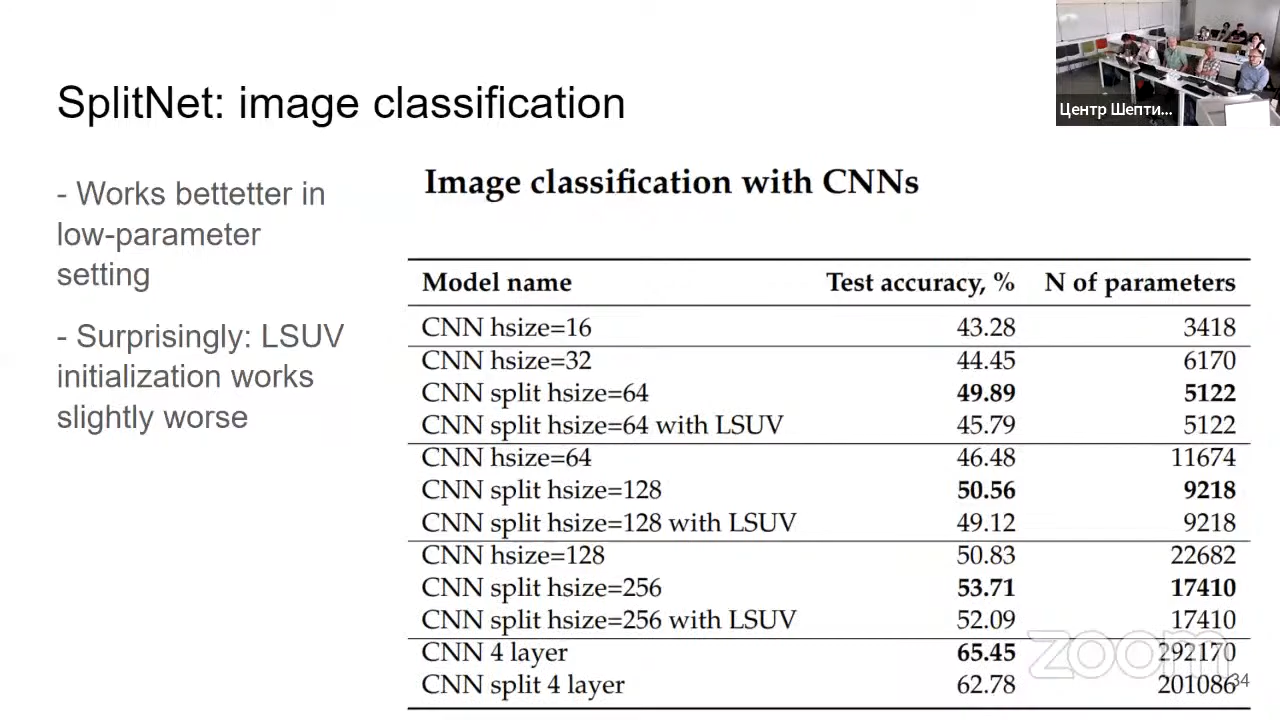 SplitNet: image classification
Центр Шепти...
- Works bettetter in
low-parameter
setting
- Surprisingly: LSUV
initialization works
slightly worse
Image classification with CNNs
Model name Test accuracy, % N of parameters
CNN hsize=16 43.28 3418
CNN hsize=32 44.45 6170
CNN split hsize=64 49.89 5122
CNN split hsize=64 with LSUV 45.79 5122
CNN hsize=64 46.48 11674
CNN split hsize=128 50.56 9218
CNN split hsize=128 with LSUV 49.12 9218
CNN hsize=128 50.83 22682
CNN split hsize=256 53.71 17410
CNN split hsize=256 with LSUV 52.09 17410
CNN 4 layer 65.45 292170
CNN split 4 layer 62.78 201086
zoom
34